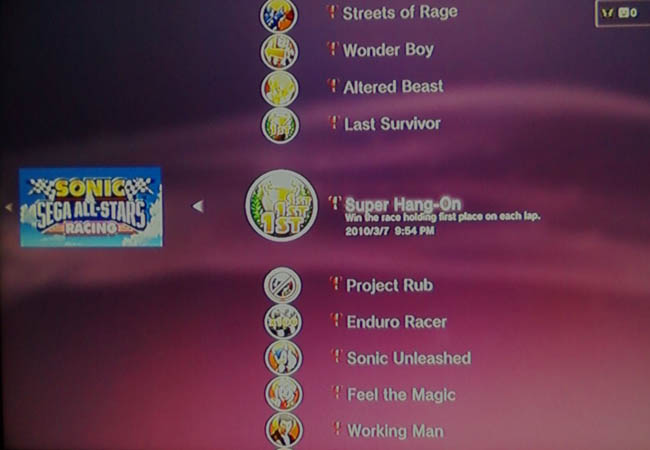 Streets of Rage
0
Wonder Boy
Altered Beast
Last Survivor
SONIC
& SEGA ALL-STARS
RACING
1ST
1ST
Super Hang-On
Win the race holding first place on each lap.
2010/3/7 9:54 PM
Project Rub
Enduro Racer
Sonic Unleashed
Feel the Magic
Working Man